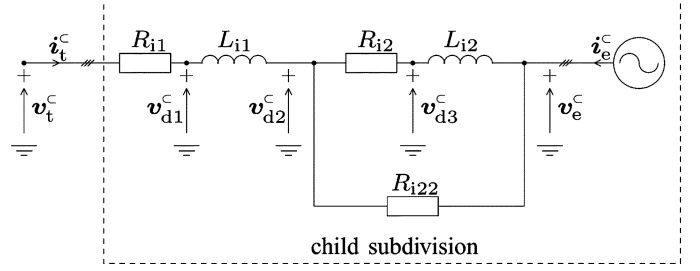 i_t^⊂ R_i1 L_i1 R_i2 L_i2 i_e^⊂
+ + + + +
v_t^⊂ v_d1^⊂ v_d2^⊂ v_d3^⊂ v_e^⊂
R_i22
child subdivision